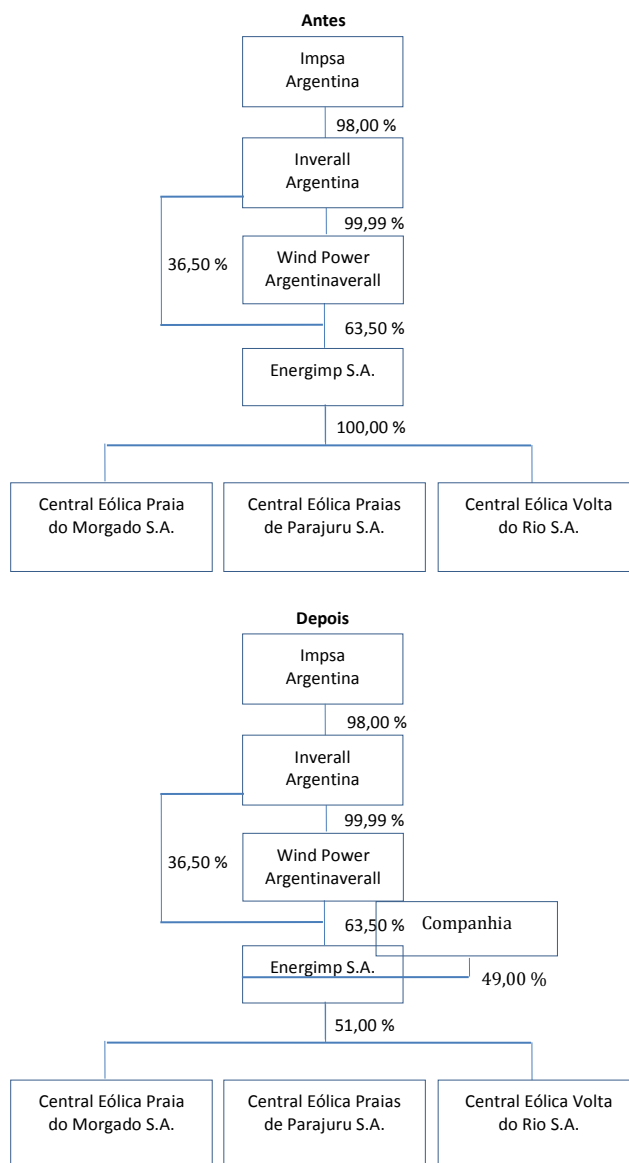 Antes
Impsa
Argentina
98,00 %
Inverall
Argentina
99,99 %
36,50 %
Wind Power
Argentinaverall
63,50 %
Energimp S.A.
100,00 %
Central Eólica Praia
do Morgado S.A.
Central Eólica Praias
de Parajuru S.A.
Central Eólica Volta
do Rio S.A.
Depois
Impsa
Argentina
98,00 %
Inverall
Argentina
99,99 %
36,50 %
Wind Power
Argentinaverall
63,50 %
Companhia
Energimp S.A.
49,00 %
51,00 %
Central Eólica Praia
do Morgado S.A.
Central Eólica Praias
de Parajuru S.A.
Central Eólica Volta
do Rio S.A.